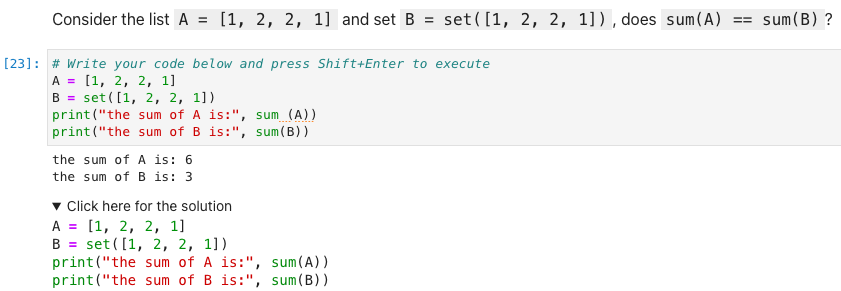 Consider the list A = [1, 2, 2, 1] and set B = set([1, 2, 2, 1]), does sum(A) == sum(B)?
[23]: # Write your code below and press Shift+Enter to execute
A = [1, 2, 2, 1]
B = set([1, 2, 2, 1])
print("the sum of A is:", sum (A))
print("the sum of B is:", sum(B))
the sum of A is: 6
the sum of B is: 3
▼ Click here for the solution
A = [1, 2, 2, 1]
B = set([1, 2, 2, 1])
print("the sum of A is:", sum(A))
print("the sum of B is:", sum(B))